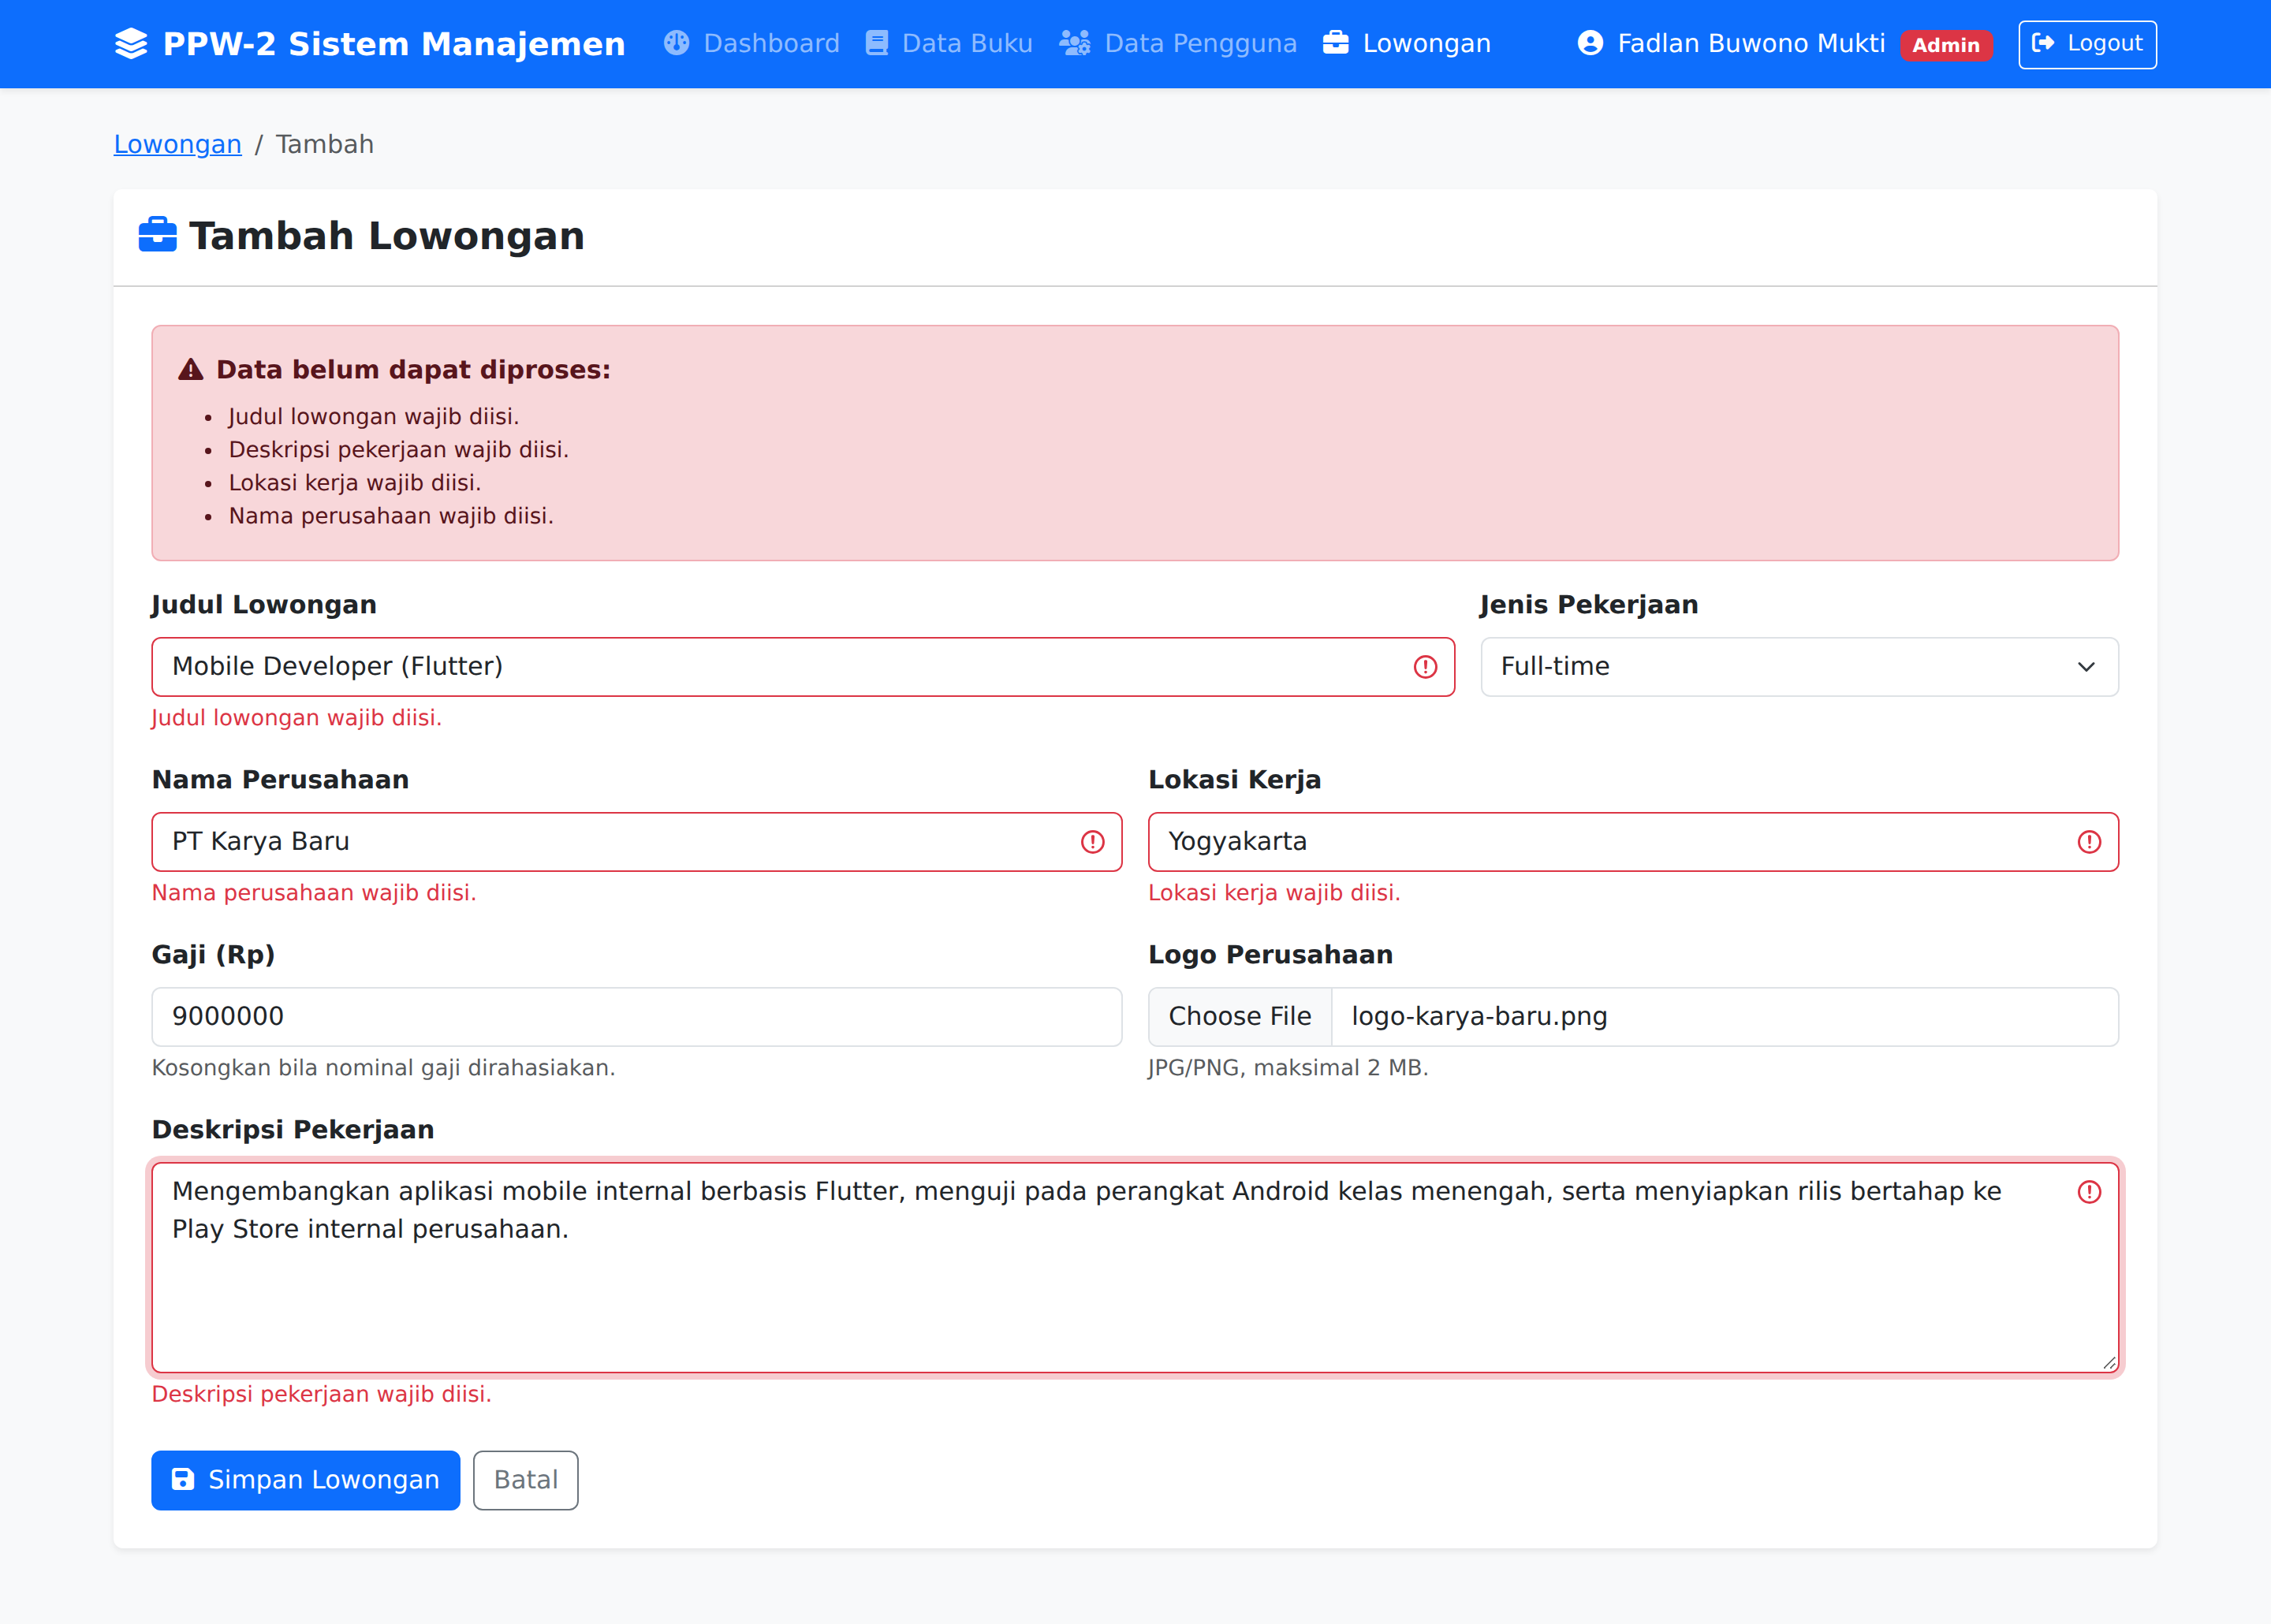 PPW-2 Sistem Manajemen Dashboard Data Buku Data Pengguna Lowongan Fadlan Buwono Mukti Admin Logout
Lowongan / Tambah
Tambah Lowongan
Data belum dapat diproses:
• Judul lowongan wajib diisi.
• Deskripsi pekerjaan wajib diisi.
• Lokasi kerja wajib diisi.
• Nama perusahaan wajib diisi.
Judul Lowongan
Mobile Developer (Flutter)
Judul lowongan wajib diisi.
Jenis Pekerjaan
Full-time
Nama Perusahaan
PT Karya Baru
Nama perusahaan wajib diisi.
Lokasi Kerja
Yogyakarta
Lokasi kerja wajib diisi.
Gaji (Rp)
9000000
Kosongkan bila nominal gaji dirahasiakan.
Logo Perusahaan
Choose File logo-karya-baru.png
JPG/PNG, maksimal 2 MB.
Deskripsi Pekerjaan
Mengembangkan aplikasi mobile internal berbasis Flutter, menguji pada perangkat Android kelas menengah, serta menyiapkan rilis bertahap ke
Play Store internal perusahaan.
Deskripsi pekerjaan wajib diisi.
Simpan Lowongan Batal